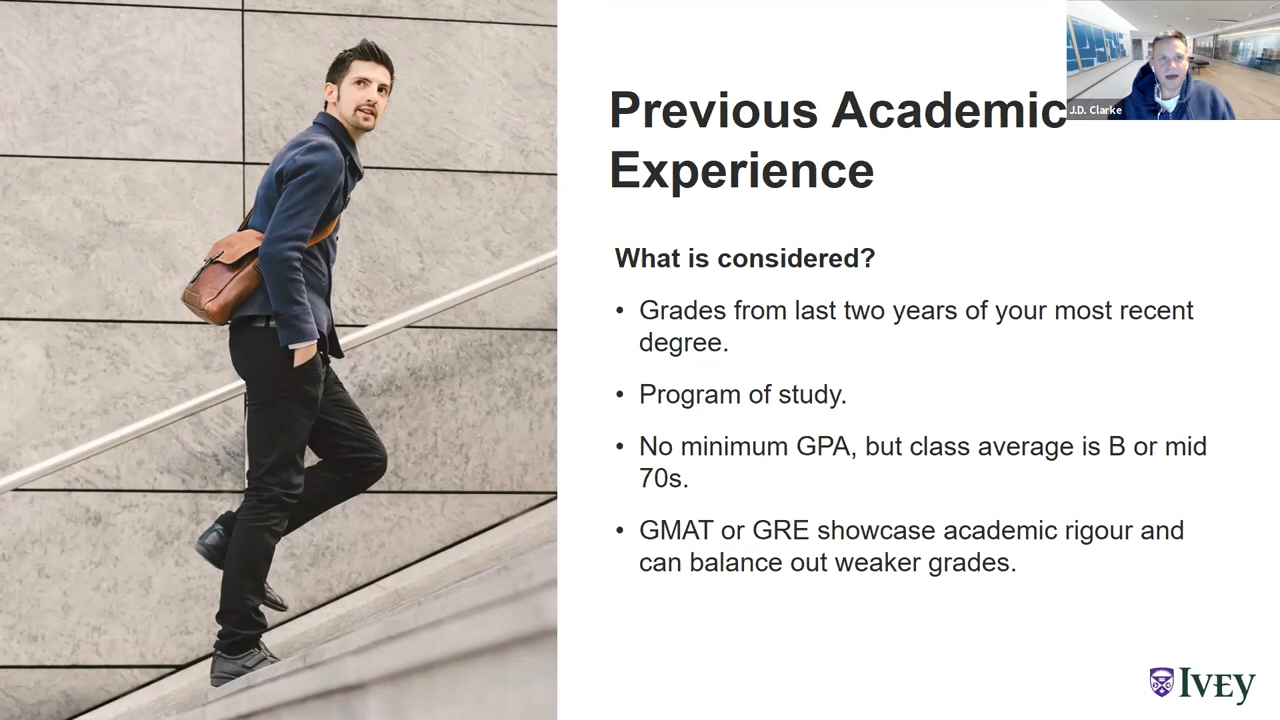 J.D. Clarke
Previous Academic
Experience
What is considered?
• Grades from last two years of your most recent
degree.
• Program of study.
• No minimum GPA, but class average is B or mid
70s.
• GMAT or GRE showcase academic rigour and
can balance out weaker grades.
IVEY